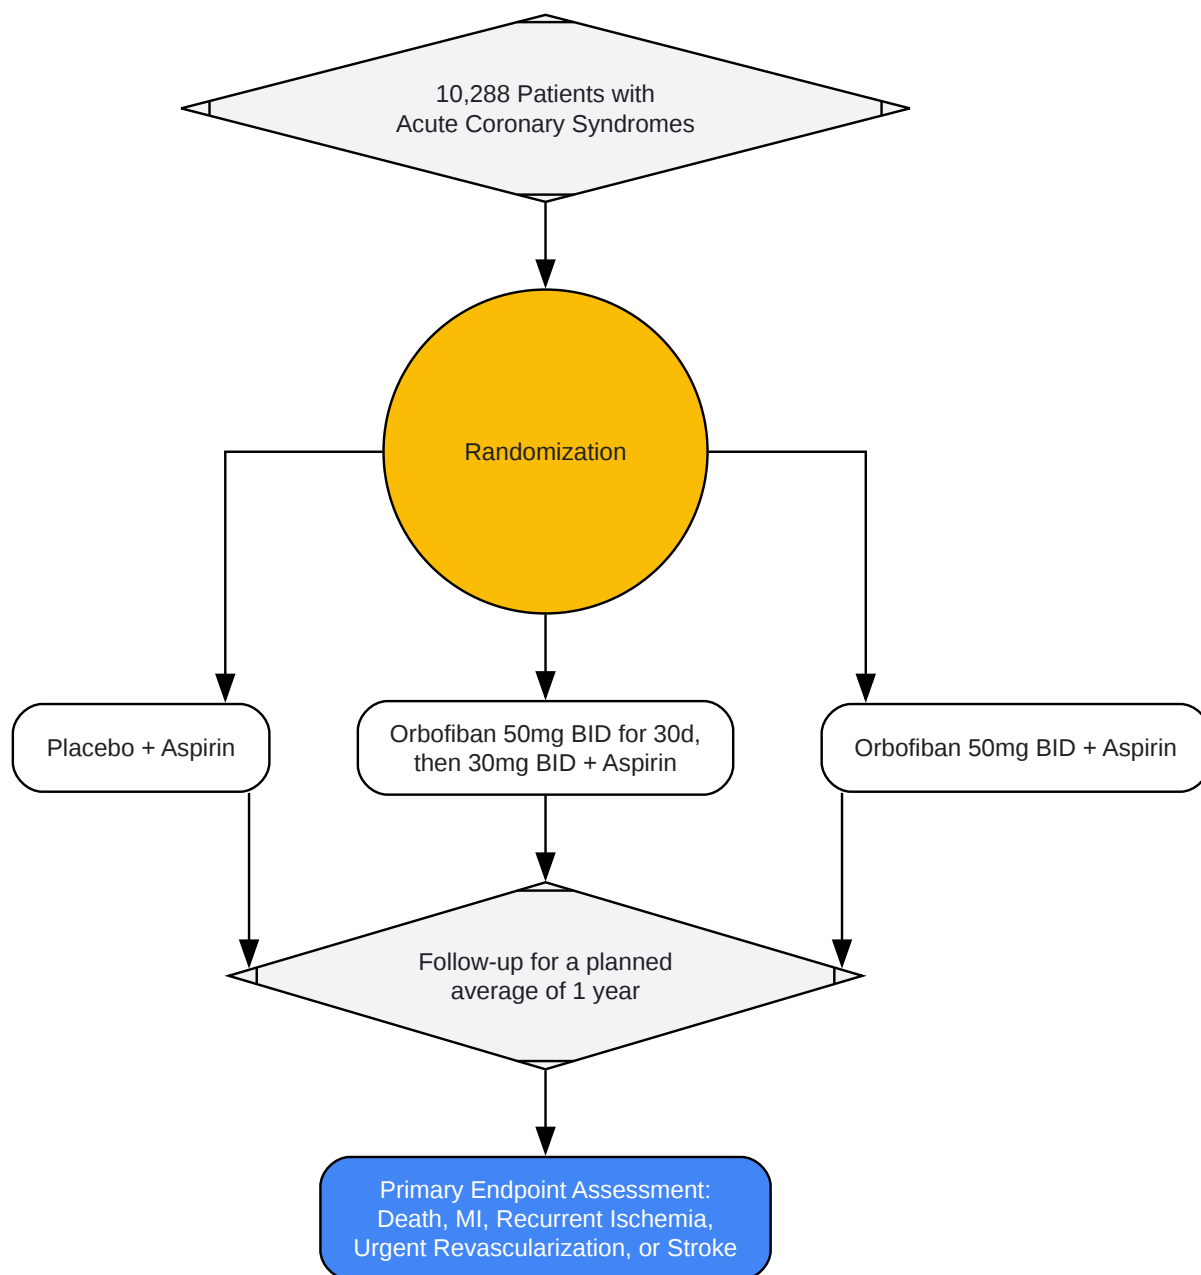 10,288 Patients with
Acute Coronary Syndromes
Randomization
Placebo + Aspirin
Orbofiban 50mg BID for 30d,
then 30mg BID + Aspirin
Orbofiban 50mg BID + Aspirin
Follow-up for a planned
average of 1 year
Primary Endpoint Assessment:
Death, MI, Recurrent Ischemia,
Urgent Revascularization, or Stroke